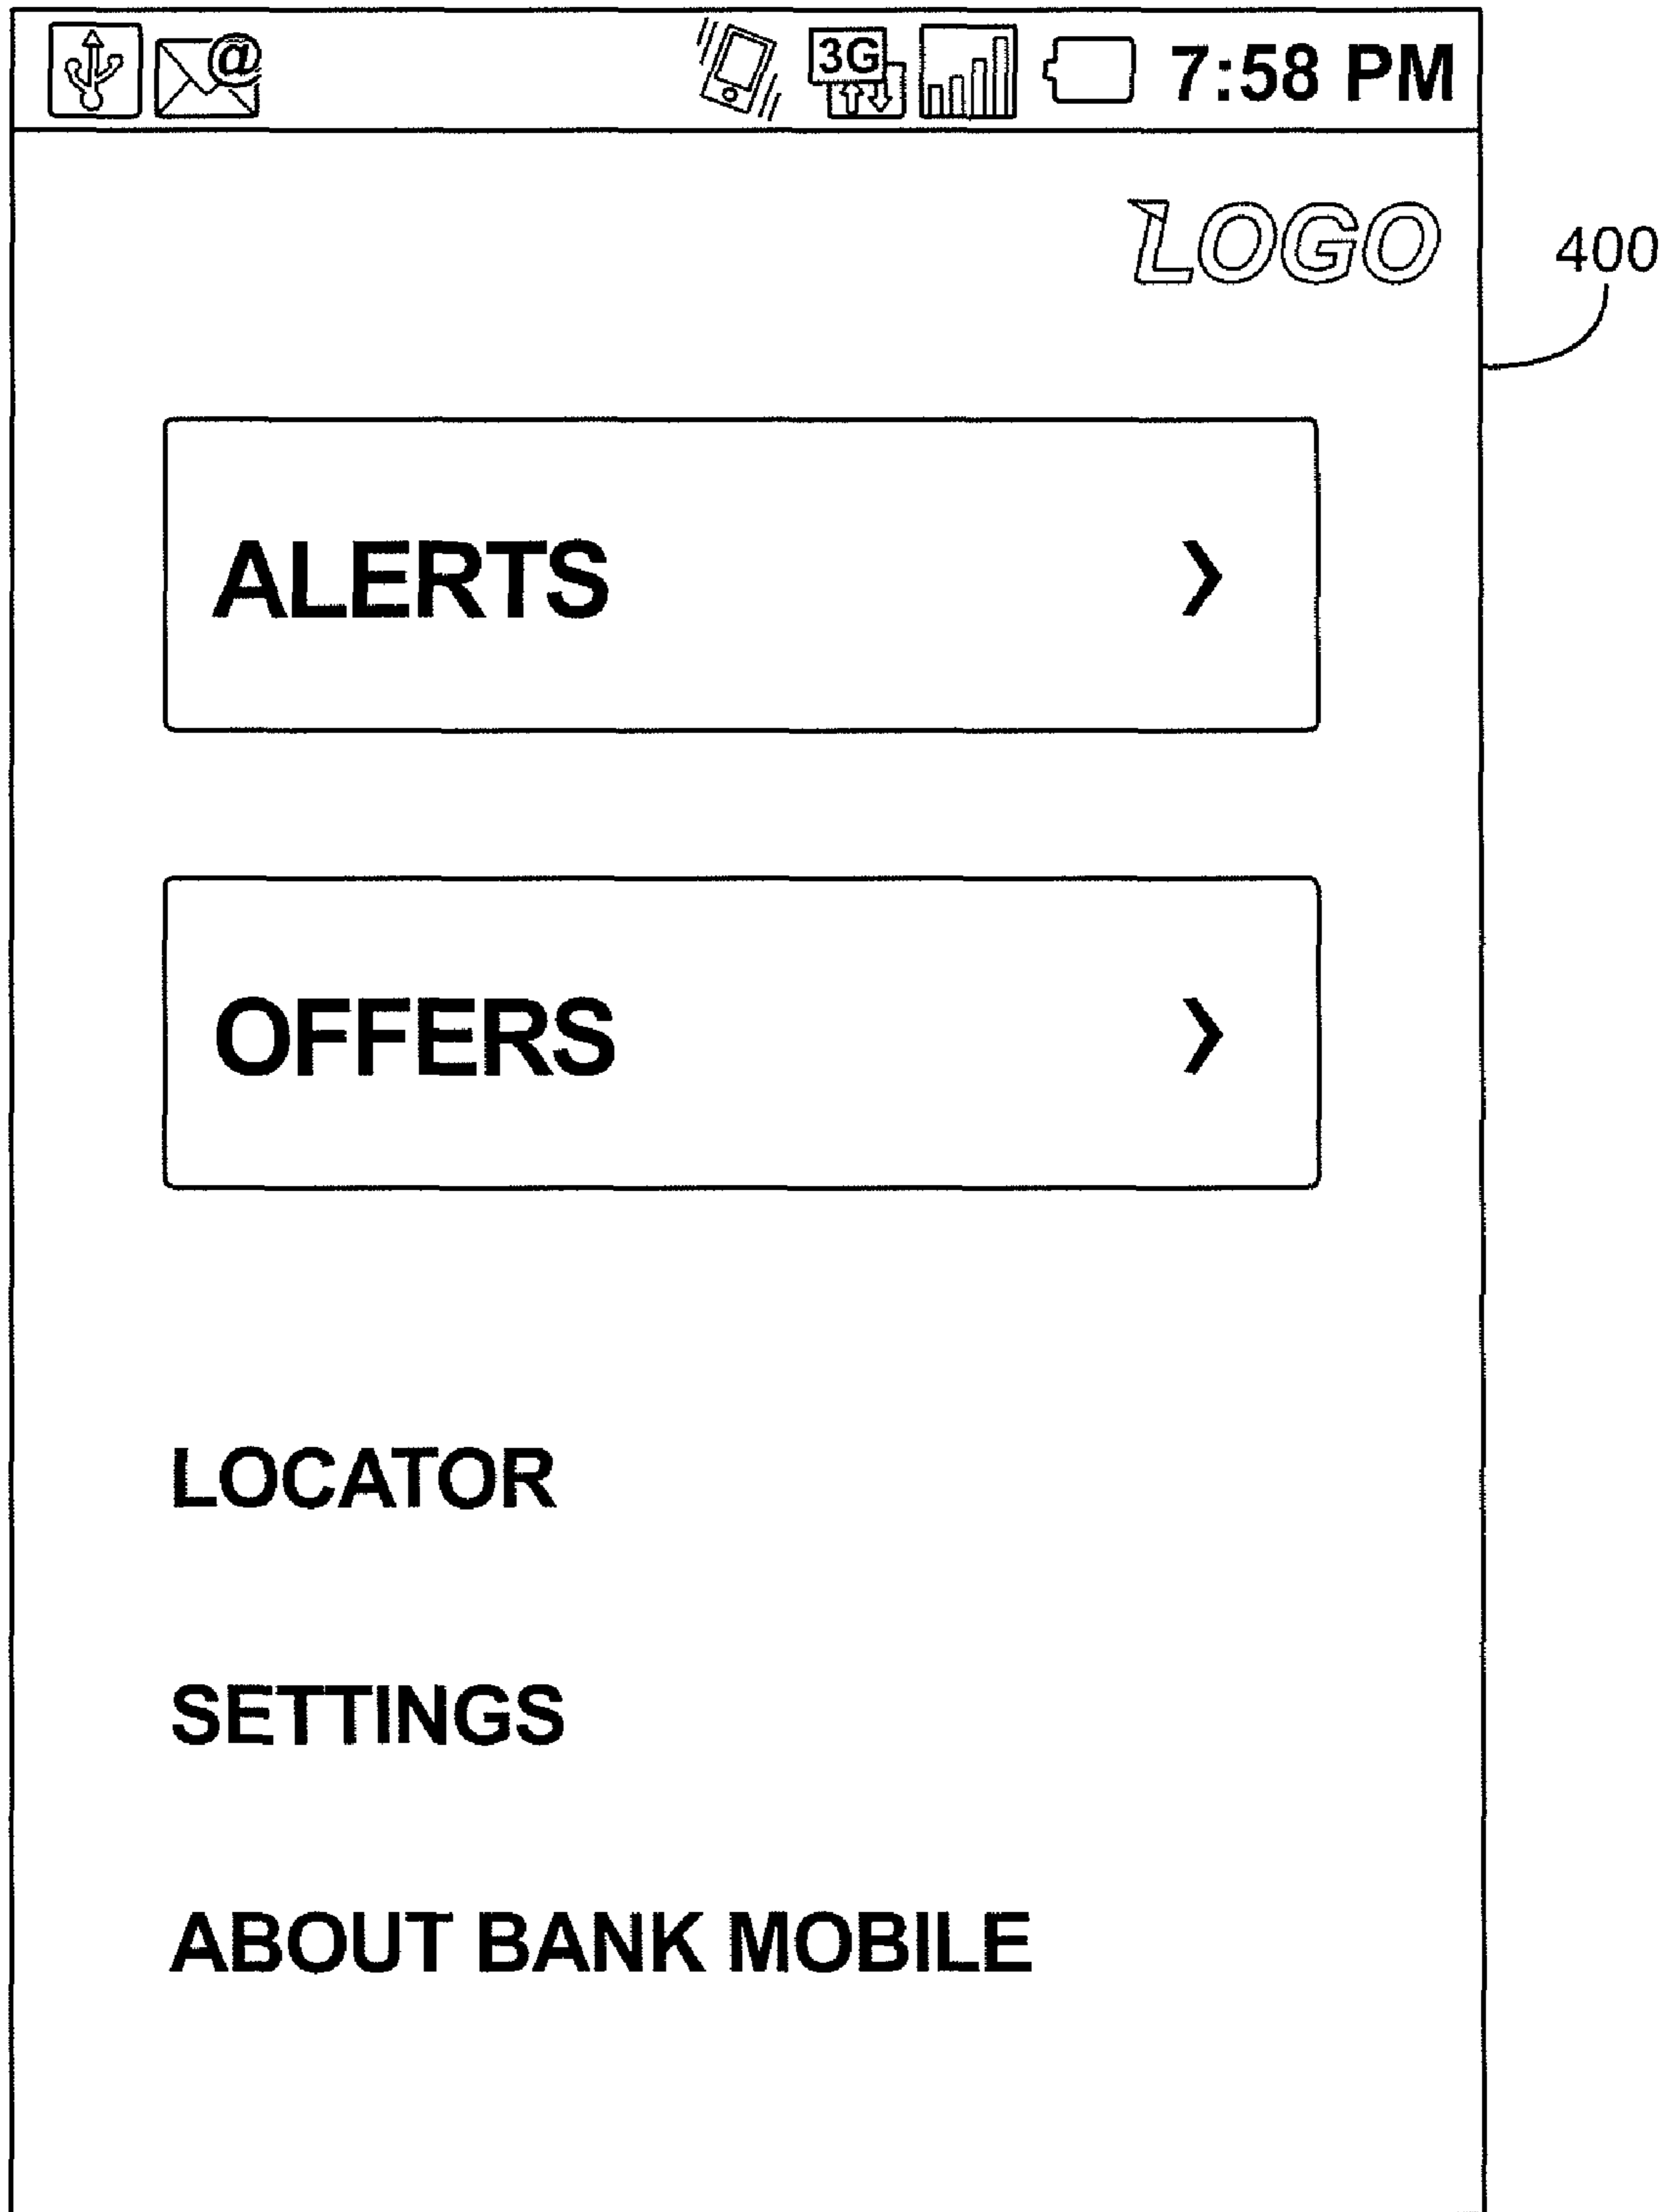 @ 3G 7:58 PM
LOGO
400
ALERTS
OFFERS
LOCATOR
SETTINGS
ABOUT BANK MOBILE